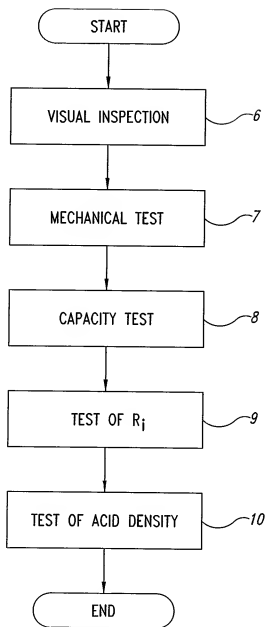 START
VISUAL INSPECTION 6
MECHANICAL TEST 7
CAPACITY TEST 8
TEST OF Ri 9
TEST OF ACID DENSITY 10
END